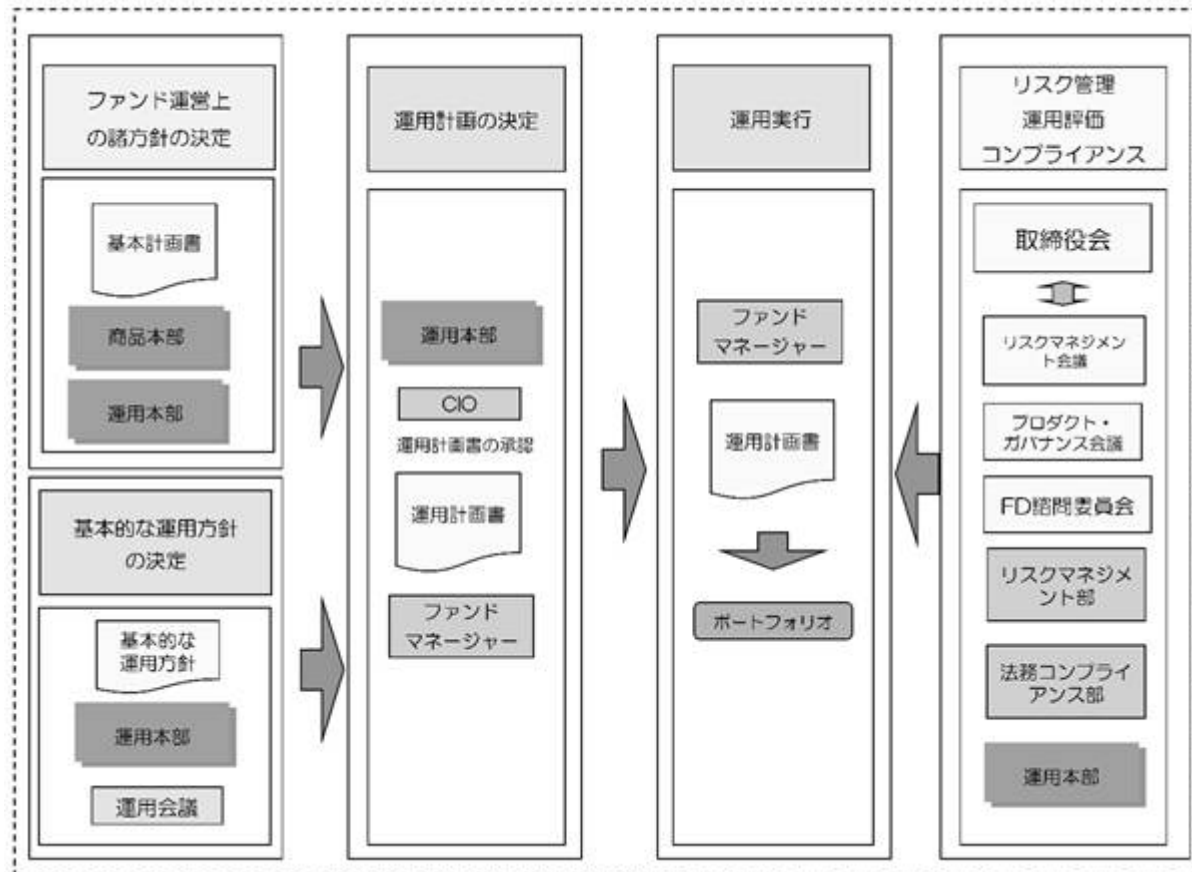 ファンド運営上
の諸方針の決定
基本計画書
商品本部
運用本部
基本的な運用方針
の決定
基本的な
運用方針
運用本部
運用会議
運用計画の決定
運用本部
CIO
運用計画書の承認
運用計画書
ファンド
マネージャー
運用実行
ファンド
マネージャー
運用計画書
ポートフォリオ
リスク管理
運用評価
コンプライアンス
取締役会
リスクマネジメン
ト会議
プロダクト・
ガバナンス会議
FD諮問委員会
リスクマネジメ
ント部
法務コンプライ
アンス部
運用本部